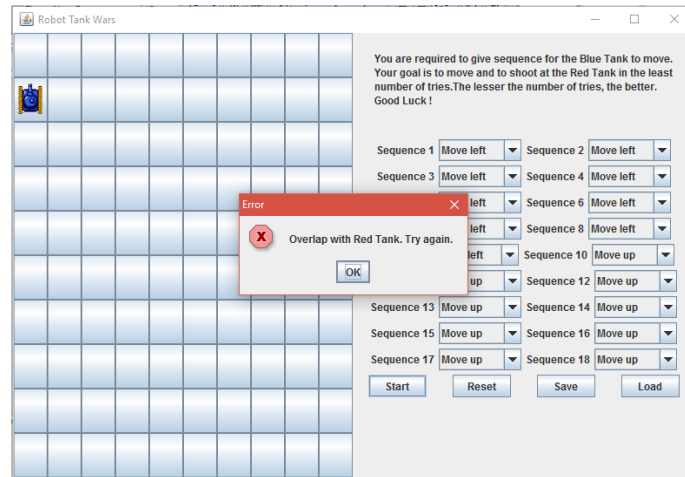 Robot Tank Wars
You are required to give sequence for the Blue Tank to move.
Your goal is to move and to shoot at the Red Tank in the least
number of tries.The lesser the number of tries, the better.
Good Luck !
Sequence 1 Move left Sequence 2 Move left
Sequence 3 Move left Sequence 4 Move left
left Sequence 6 Move left
left Sequence 8 Move left
left Sequence 10 Move up
up Sequence 12 Move up
Sequence 13 Move up Sequence 14 Move up
Sequence 15 Move up Sequence 16 Move up
Sequence 17 Move up Sequence 18 Move up
Start Reset Save Load
Error
X
Overlap with Red Tank. Try again.
OK